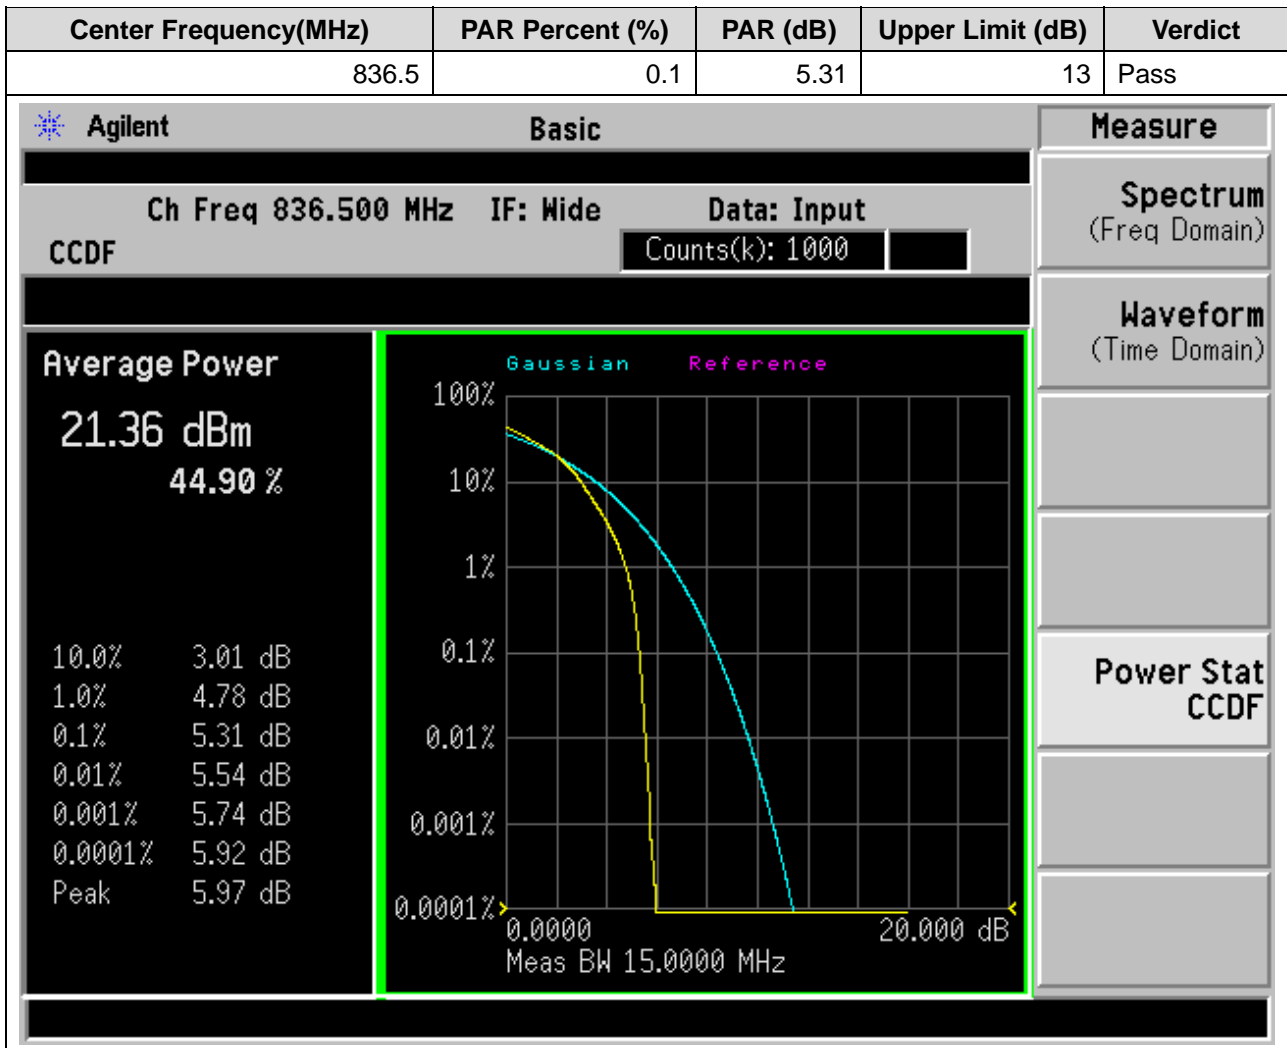 Center Frequency(MHz) PAR Percent (%) PAR (dB) Upper Limit (dB) Verdict
836.5 0.1 5.31 13 Pass
Agilent Basic
Ch Freq 836.500 MHz IF: Wide Data: Input
CCDF Counts(k): 1000
Average Power
21.36 dBm
44.90 %
10.0% 3.01 dB
1.0% 4.78 dB
0.1% 5.31 dB
0.01% 5.54 dB
0.001% 5.74 dB
0.0001% 5.92 dB
Peak 5.97 dB
Gaussian Reference
100%
10%
1%
0.1%
0.01%
0.001%
0.0001%
0.0000 20.000 dB
Meas BW 15.0000 MHz
Measure
Spectrum
(Freq Domain)
Waveform
(Time Domain)
Power Stat
CCDF